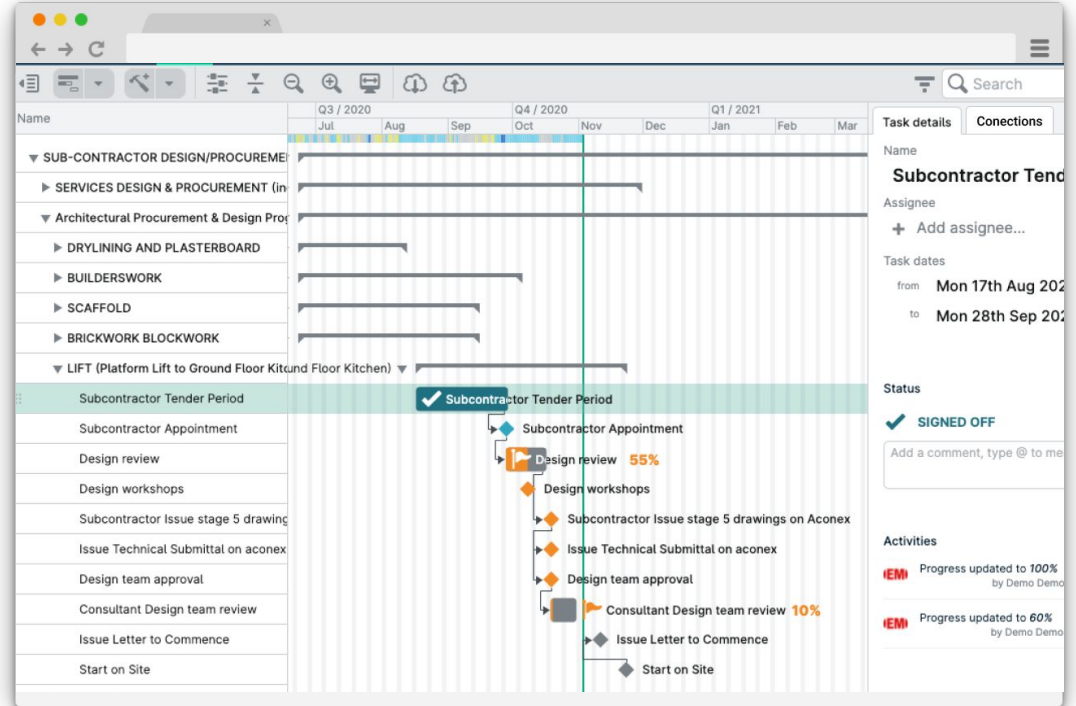 Search
Name
Q3 / 2020
Q4 / 2020
Q1 / 2021
Jul
Aug
Sep
Oct
Nov
Dec
Jan
Feb
Mar
Task details
Conections
SUB-CONTRACTOR DESIGN/PROCUREME
SERVICES DESIGN & PROCUREMENT (in
Architectural Procurement & Design Prog
DRYLINING AND PLASTERBOARD
BUILDERSWORK
SCAFFOLD
BRICKWORK BLOCKWORK
LIFT (Platform Lift to Ground Floor Kit und Floor Kitchen)
Subcontractor Tender Period
Subcontractor Tender Period
Subcontractor Appointment
Subcontractor Appointment
Design review
Design review 55%
Design workshops
Design workshops
Subcontractor Issue stage 5 drawing
Subcontractor Issue stage 5 drawings on Aconex
Issue Technical Submittal on aconex
Issue Technical Submittal on aconex
Design team approval
Design team approval
Consultant Design team review
Consultant Design team review 10%
Issue Letter to Commence
Issue Letter to Commence
Start on Site
Start on Site
Name
Subcontractor Tend
Assignee
+ Add assignee...
Task dates
from Mon 17th Aug 202
to Mon 28th Sep 202
Status
SIGNED OFF
Add a comment, type @ to me
Activities
Progress updated to 100%
by Demo Demo
Progress updated to 60%
by Demo Demo